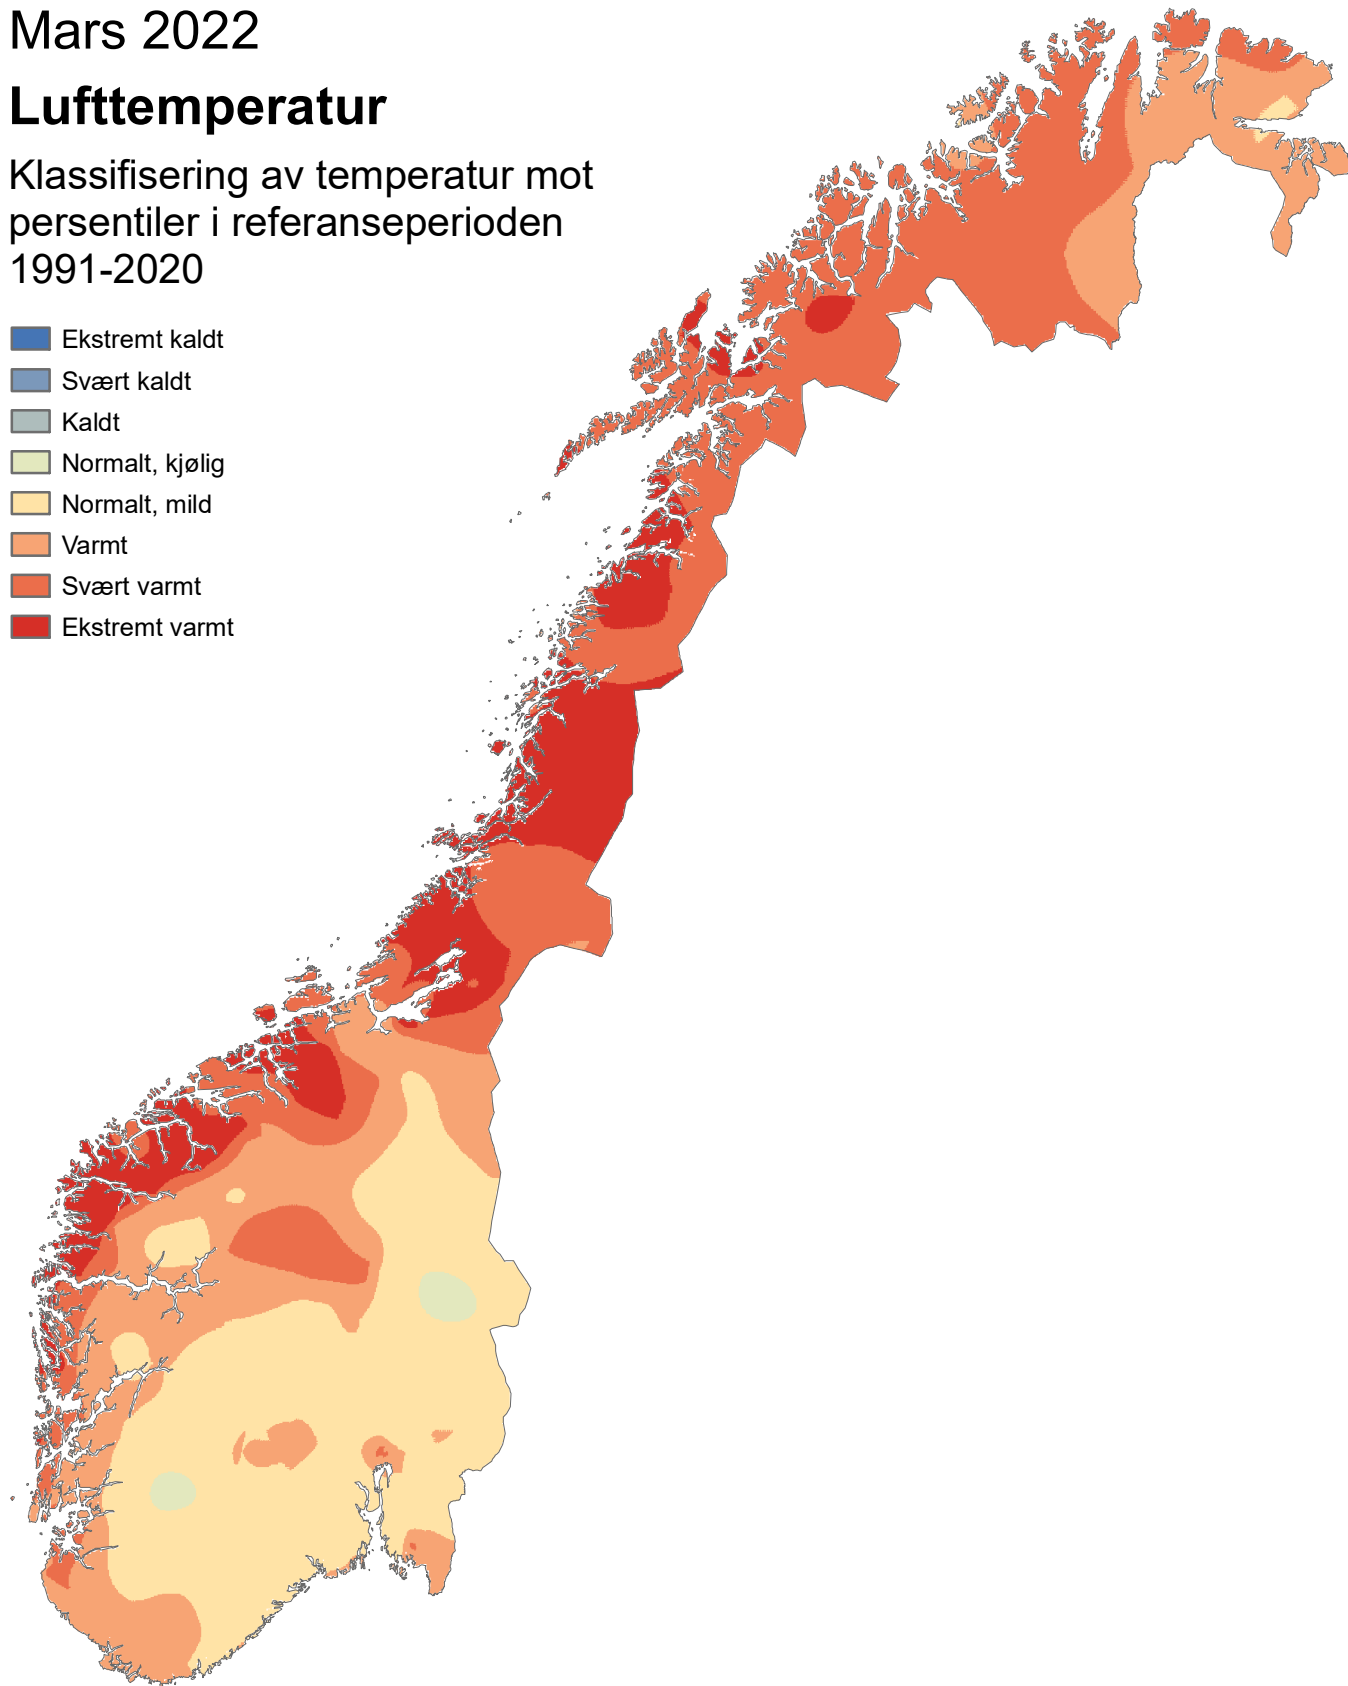 Mars 2022
Lufttemperatur
Klassifisering av temperatur mot
persentiler i referanseperioden
1991-2020
Ekstremt kaldt
Svært kaldt
Kaldt
Normalt, kjølig
Normalt, mild
Varmt
Svært varmt
Ekstremt varmt